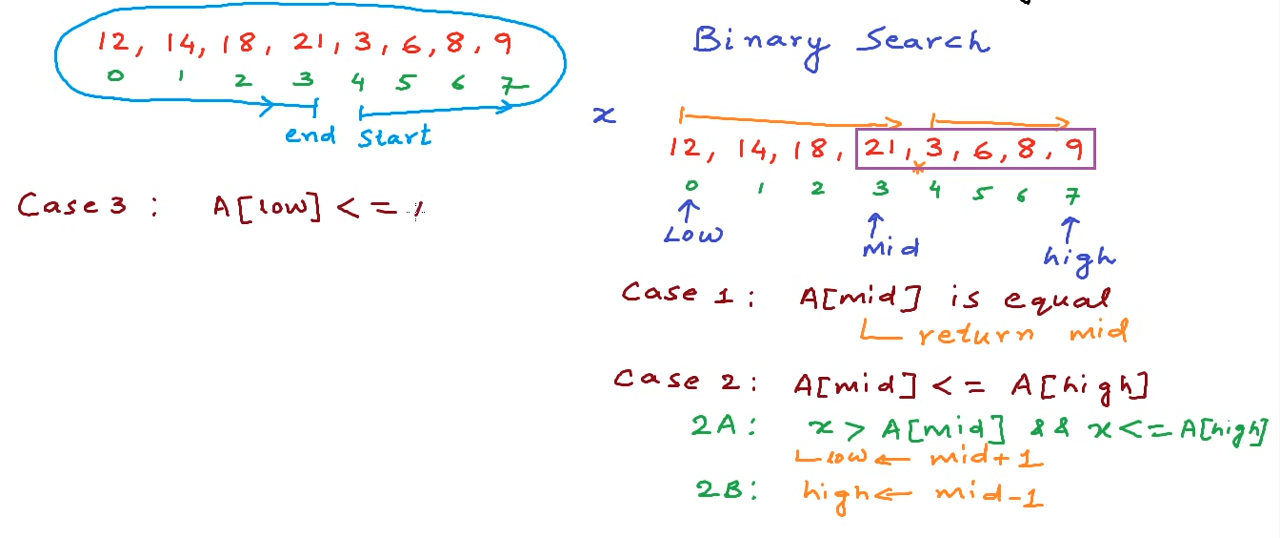 12, 14, 18, 21, 3, 6, 8, 9
0 1 2 3 4 5 6 7
end start
Case 3 : A[low] < =
Binary Search
x
12, 14, 18, 21, 3, 6, 8, 9
0 1 2 3 4 5 6 7
Low mid high
Case 1 : A[mid] is equal
return mid
Case 2 : A[mid] < = A[high]
2A : x > A[mid] && x < = A[high]
Low ← mid + 1
2B : high ← mid - 1